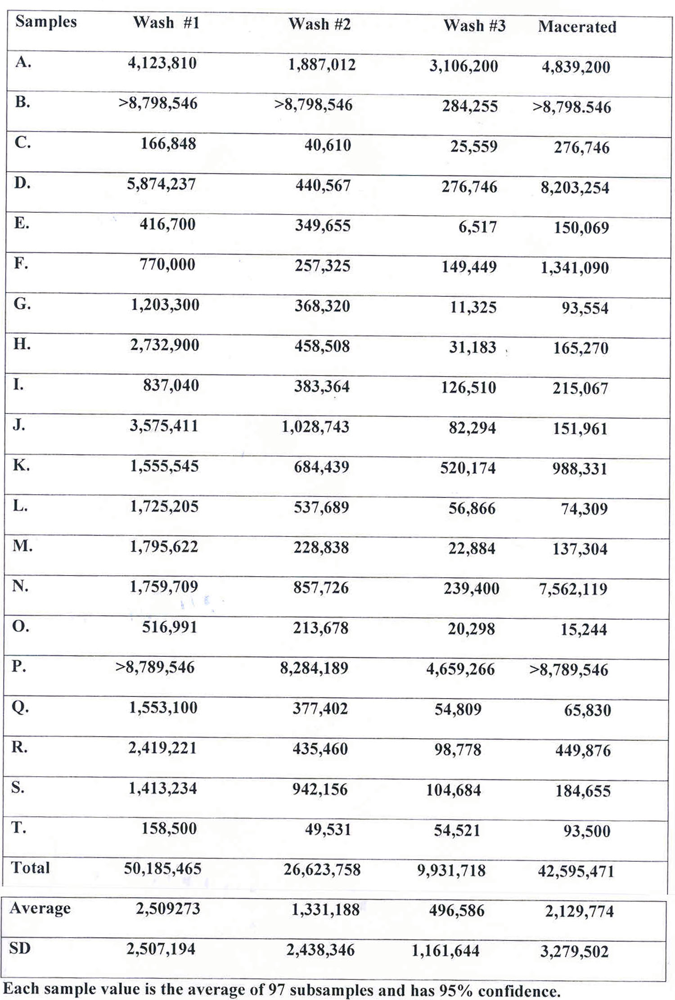 Samples Wash #1 Wash #2 Wash #3 Macerated
A. 4,123,810 1,887,012 3,106,200 4,839,200
B. >8,798,546 >8,798,546 284,255 >8,798.546
C. 166,848 40,610 25,559 276,746
D. 5,874,237 440,567 276,746 8,203,254
E. 416,700 349,655 6,517 150,069
F. 770,000 257,325 149,449 1,341,090
G. 1,203,300 368,320 11,325 93,554
H. 2,732,900 458,508 31,183 165,270
I. 837,040 383,364 126,510 215,067
J. 3,575,411 1,028,743 82,294 151,961
K. 1,555,545 684,439 520,174 988,331
L. 1,725,205 537,689 56,866 74,309
M. 1,795,622 228,838 22,884 137,304
N. 1,759,709 857,726 239,400 7,562,119
O. 516,991 213,678 20,298 15,244
P. >8,789,546 8,284,189 4,659,266 >8,789,546
Q. 1,553,100 377,402 54,809 65,830
R. 2,419,221 435,460 98,778 449,876
S. 1,413,234 942,156 104,684 184,655
T. 158,500 49,531 54,521 93,500
Total 50,185,465 26,623,758 9,931,718 42,595,471
Average 2,509273 1,331,188 496,586 2,129,774
SD 2,507,194 2,438,346 1,161,644 3,279,502
Each sample value is the average of 97 subsamples and has 95% confidence.